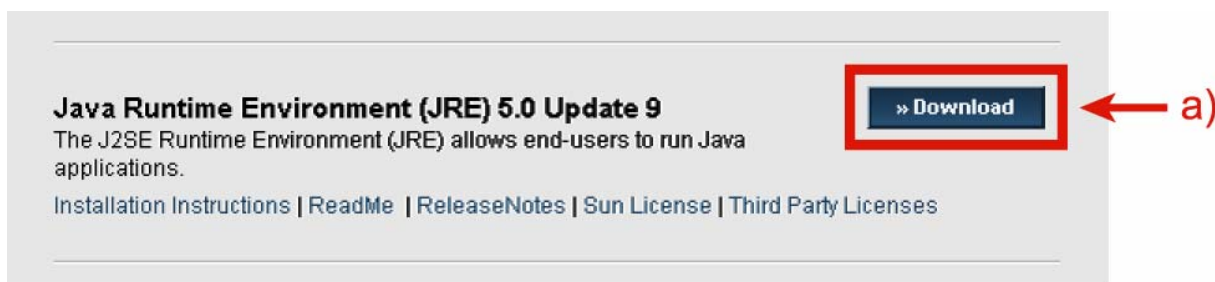 Java Runtime Environment (JRE) 5.0 Update 9
» Download
a)
The J2SE Runtime Environment (JRE) allows end-users to run Java
applications.
Installation Instructions | ReadMe | ReleaseNotes | Sun License | Third Party Licenses